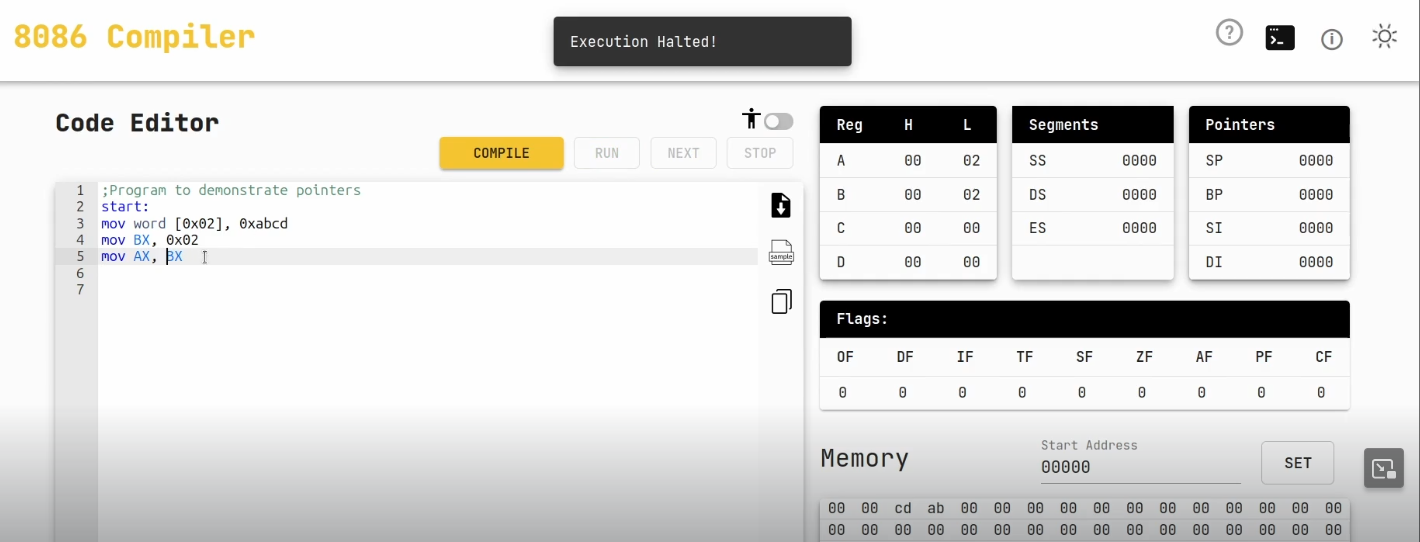 8086 Compiler
Execution Halted!
Code Editor
COMPILE RUN NEXT STOP
1 ;Program to demonstrate pointers
2 start:
3 mov word [0x02], 0xabcd
4 mov BX, 0x02
5 mov AX, BX
6
7
sample
Reg H L
A 00 02
B 00 02
C 00 00
D 00 00
Segments
SS 0000
DS 0000
ES 0000
Pointers
SP 0000
BP 0000
SI 0000
DI 0000
Flags:
OF DF IF TF SF ZF AF PF CF
0 0 0 0 0 0 0 0 0
Memory
Start Address
00000
SET
00 00 cd ab 00 00 00 00 00 00 00 00 00 00 00 00
00 00 00 00 00 00 00 00 00 00 00 00 00 00 00 00